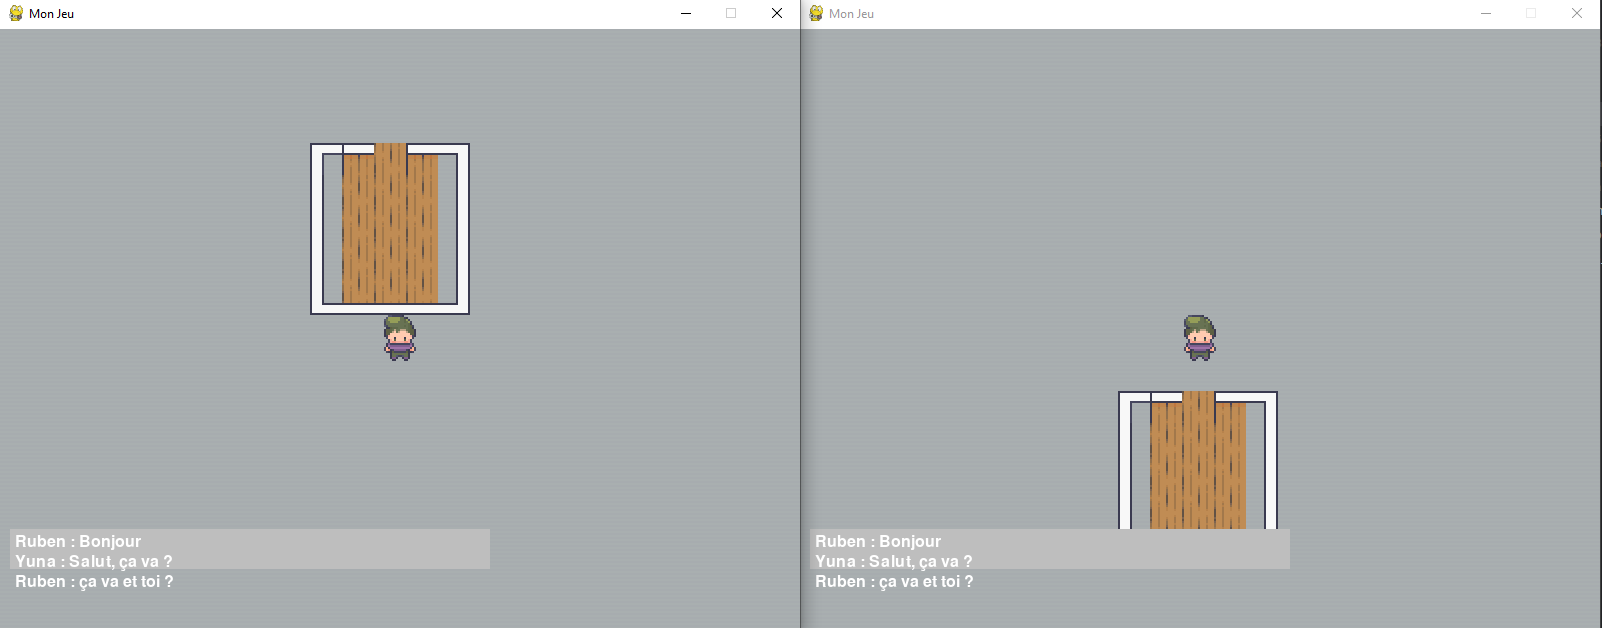 Mon Jeu
Mon Jeu
Ruben : Bonjour
Yuna : Salut, ça va ?
Ruben : ça va et toi ?
Ruben : Bonjour
Yuna : Salut, ça va ?
Ruben : ça va et toi ?